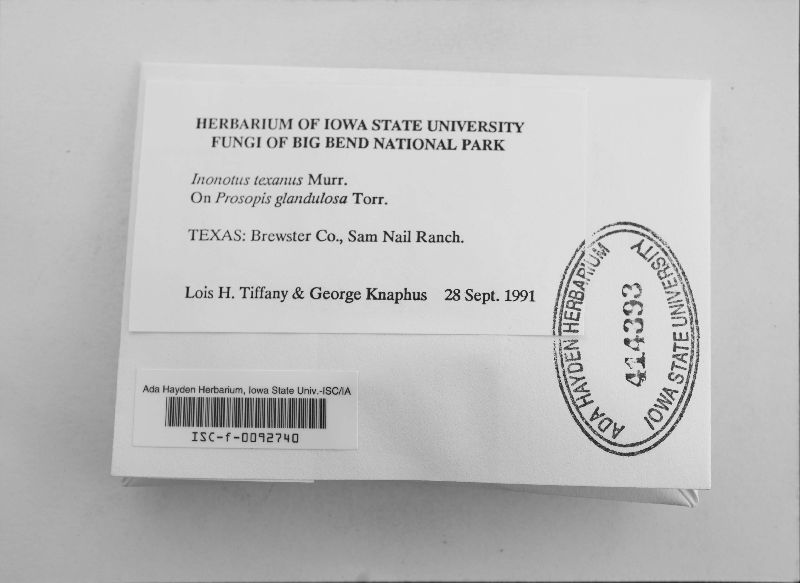 HERBARIUM OF IOWA STATE UNIVERSITY
FUNGI OF BIG BEND NATIONAL PARK
Inonotus texanus Murr.
On Prosopis glandulosa Torr.
TEXAS: Brewster Co., Sam Nail Ranch.
Lois H. Tiffany & George Knaphus 28 Sept. 1991
ADA HAYDEN HERBARIUM
414393
IOWA STATE UNIVERSITY
Ada Hayden Herbarium, Iowa State Univ.-ISC/IA
ISC-f-0092740